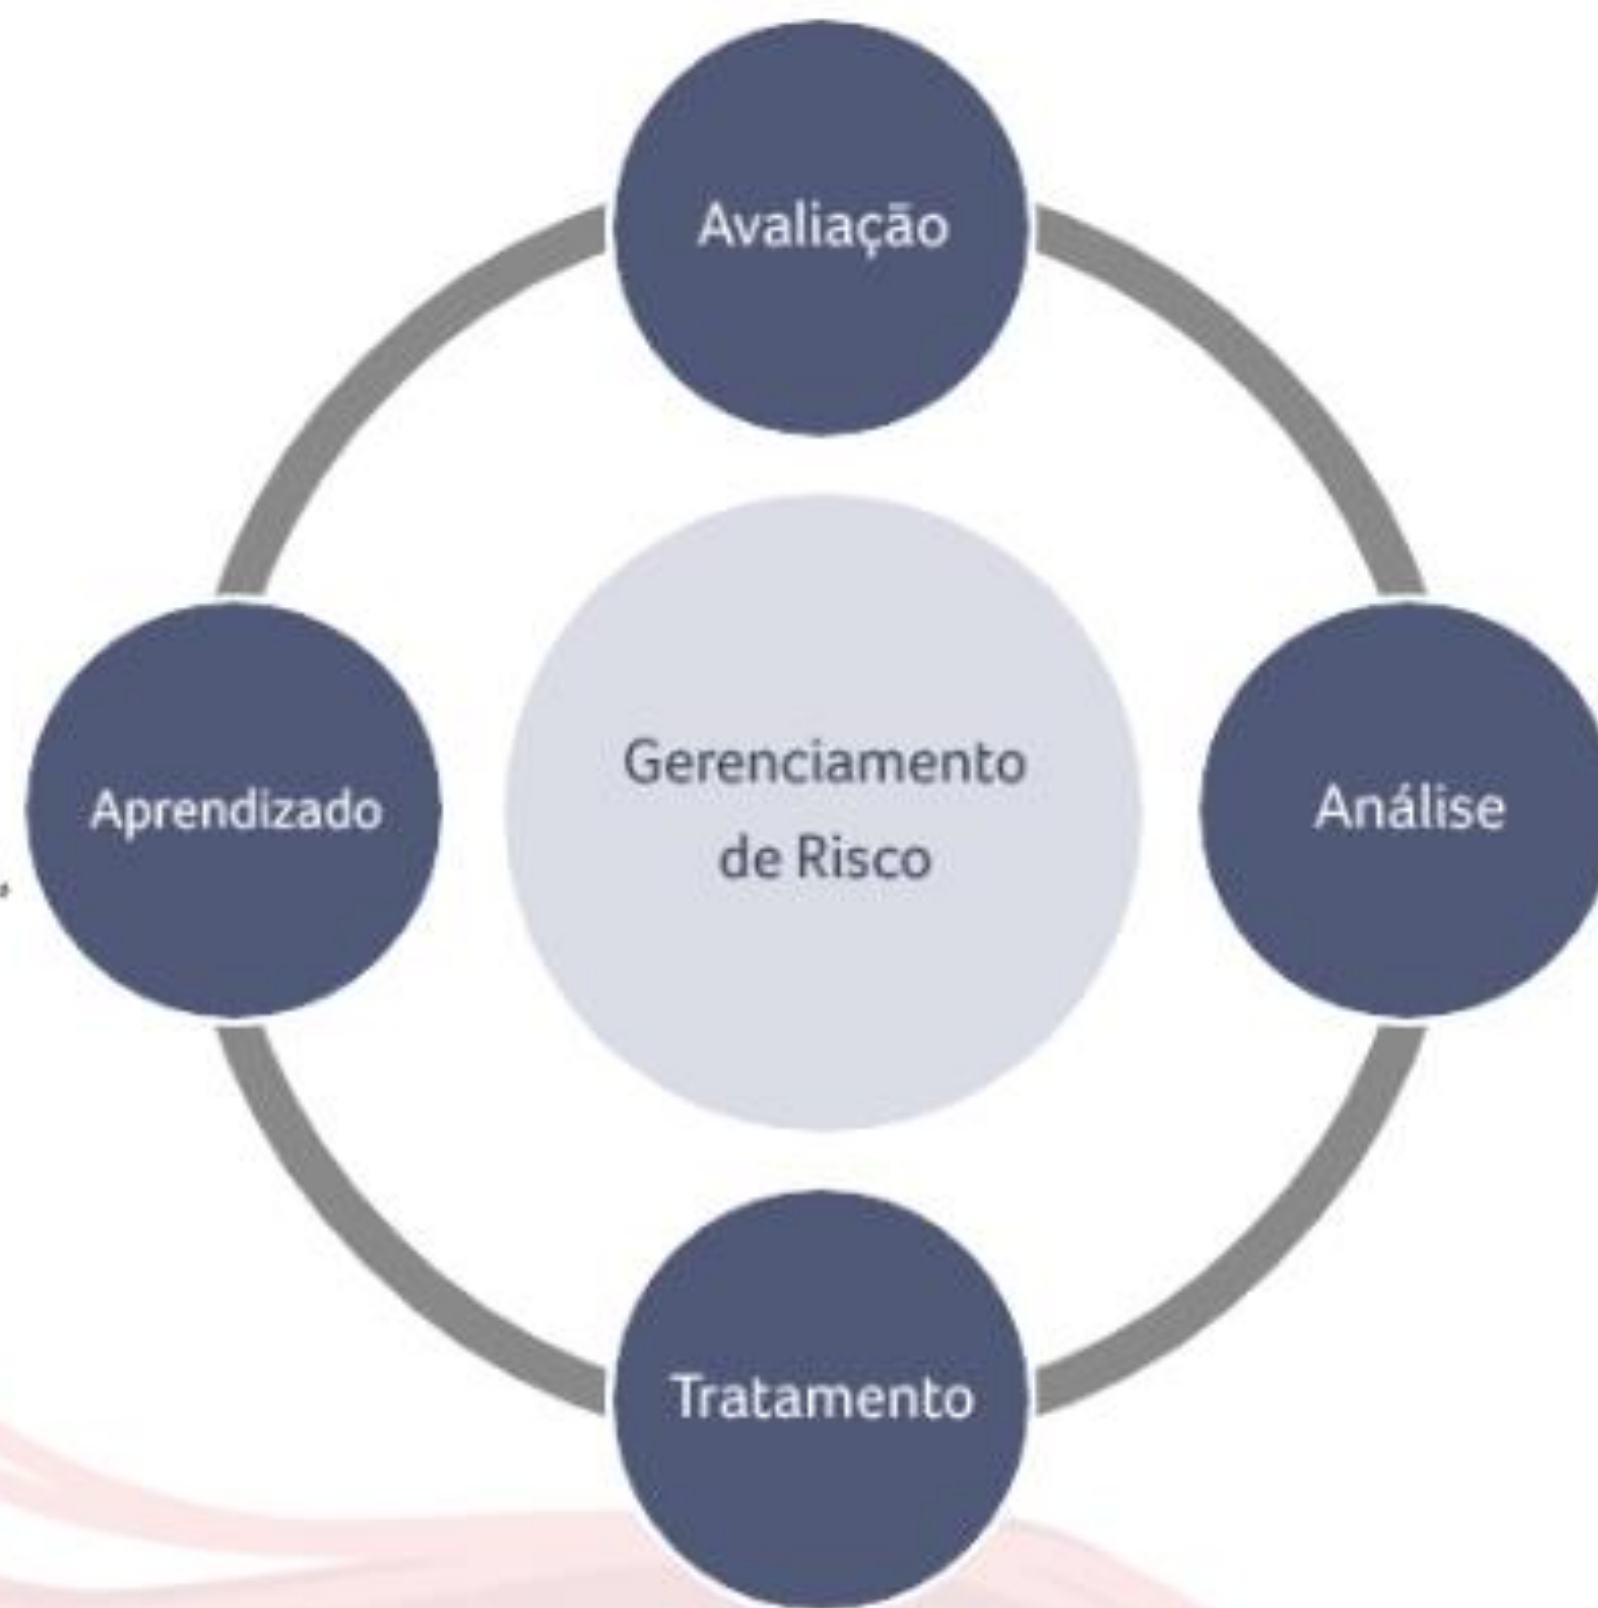 Avaliação
Aprendizado
Gerenciamento
de Risco
Análise
Tratamento